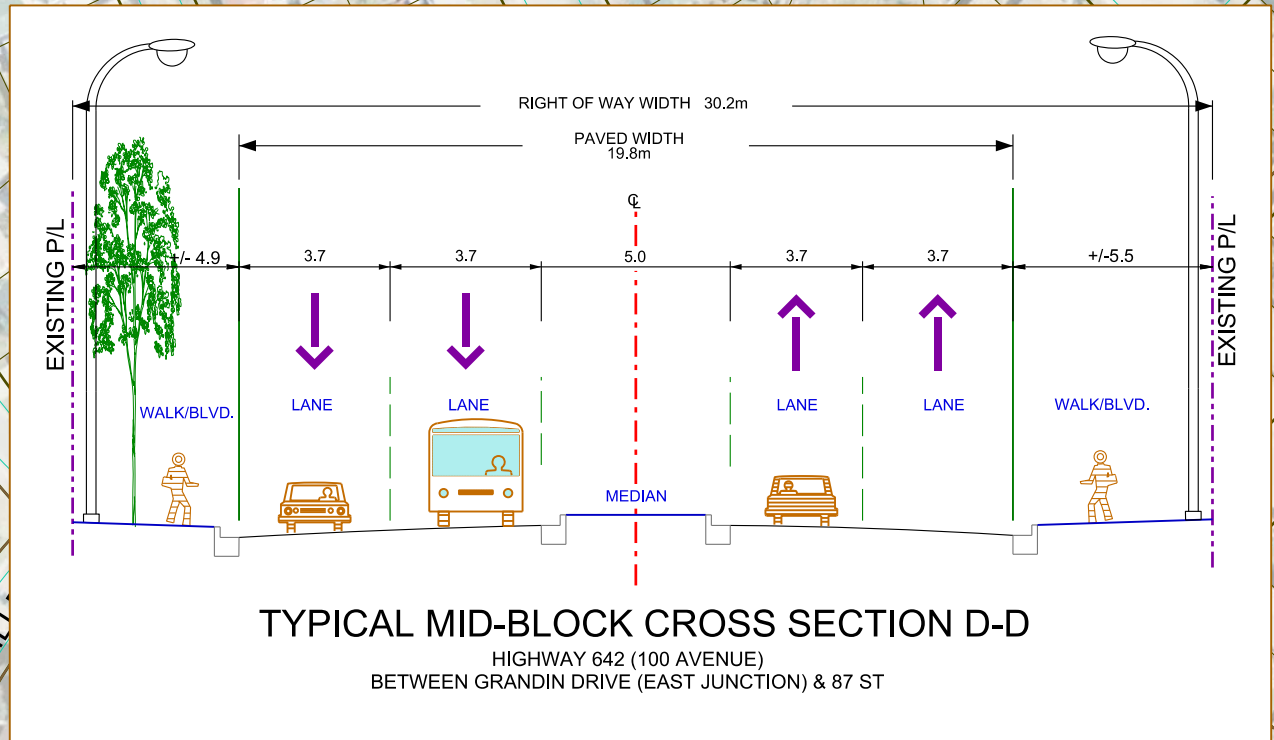 RIGHT OF WAY WIDTH 30.2m
PAVED WIDTH
19.8m
℄
EXISTING P/L
+/- 4.9
3.7
3.7
5.0
3.7
3.7
+/-5.5
EXISTING P/L
WALK/BLVD.
LANE
LANE
LANE
LANE
WALK/BLVD.
MEDIAN
TYPICAL MID-BLOCK CROSS SECTION D-D
HIGHWAY 642 (100 AVENUE)
BETWEEN GRANDIN DRIVE (EAST JUNCTION) & 87 ST